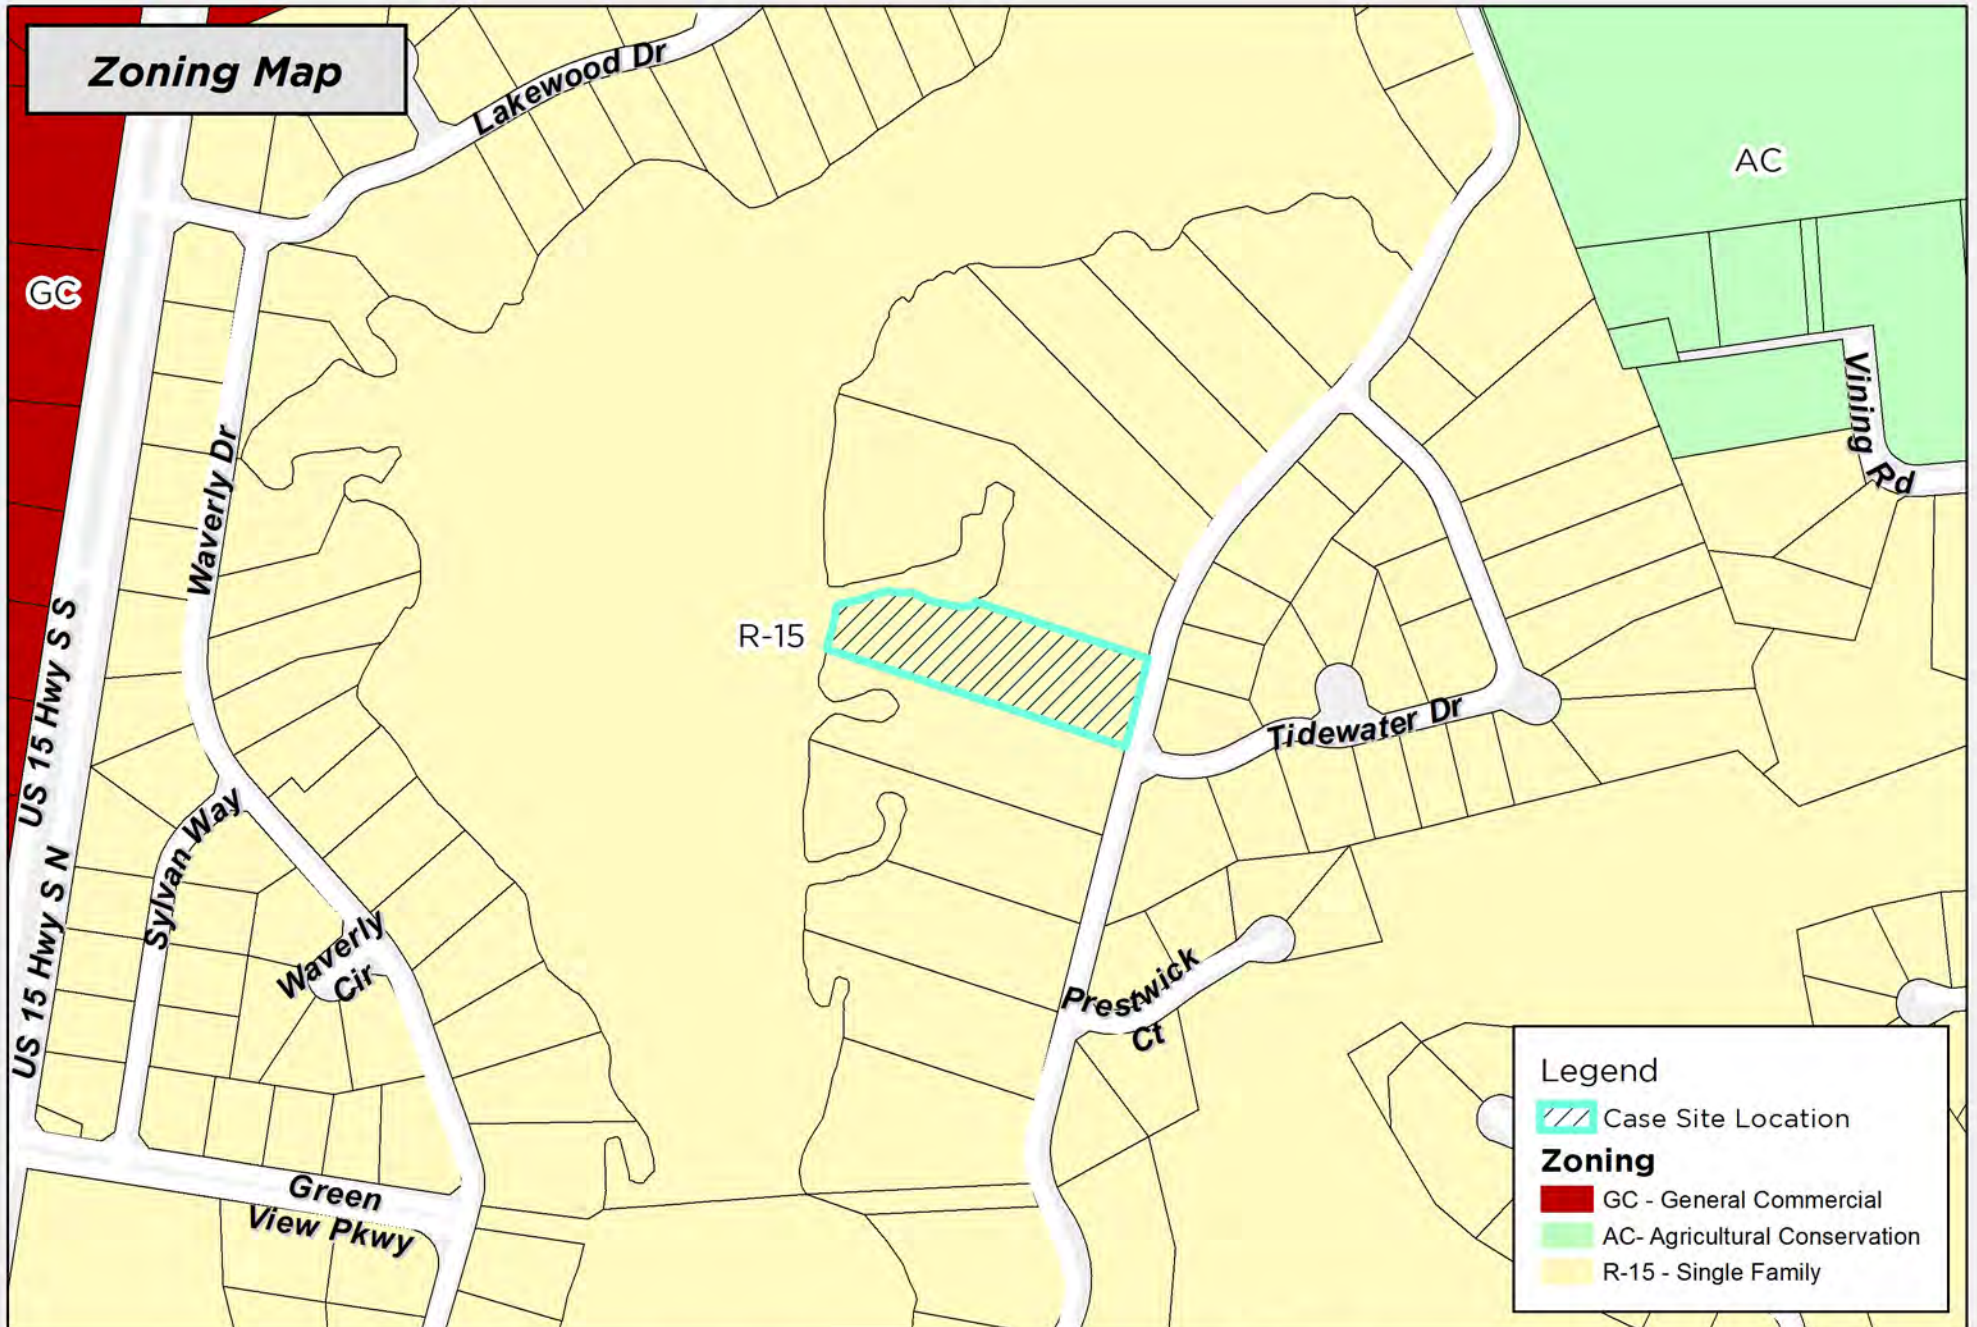 Zoning Map
Lakewood Dr
AC
GC
Vining Rd
Waverly Dr
R-15
US 15 Hwy S S
Tidewater Dr
Sylvan Way
US 15 Hwy S N
Waverly
Cir
Prestwick
Ct
Green
View Pkwy
Legend
Case Site Location
Zoning
GC - General Commercial
AC- Agricultural Conservation
R-15 - Single Family